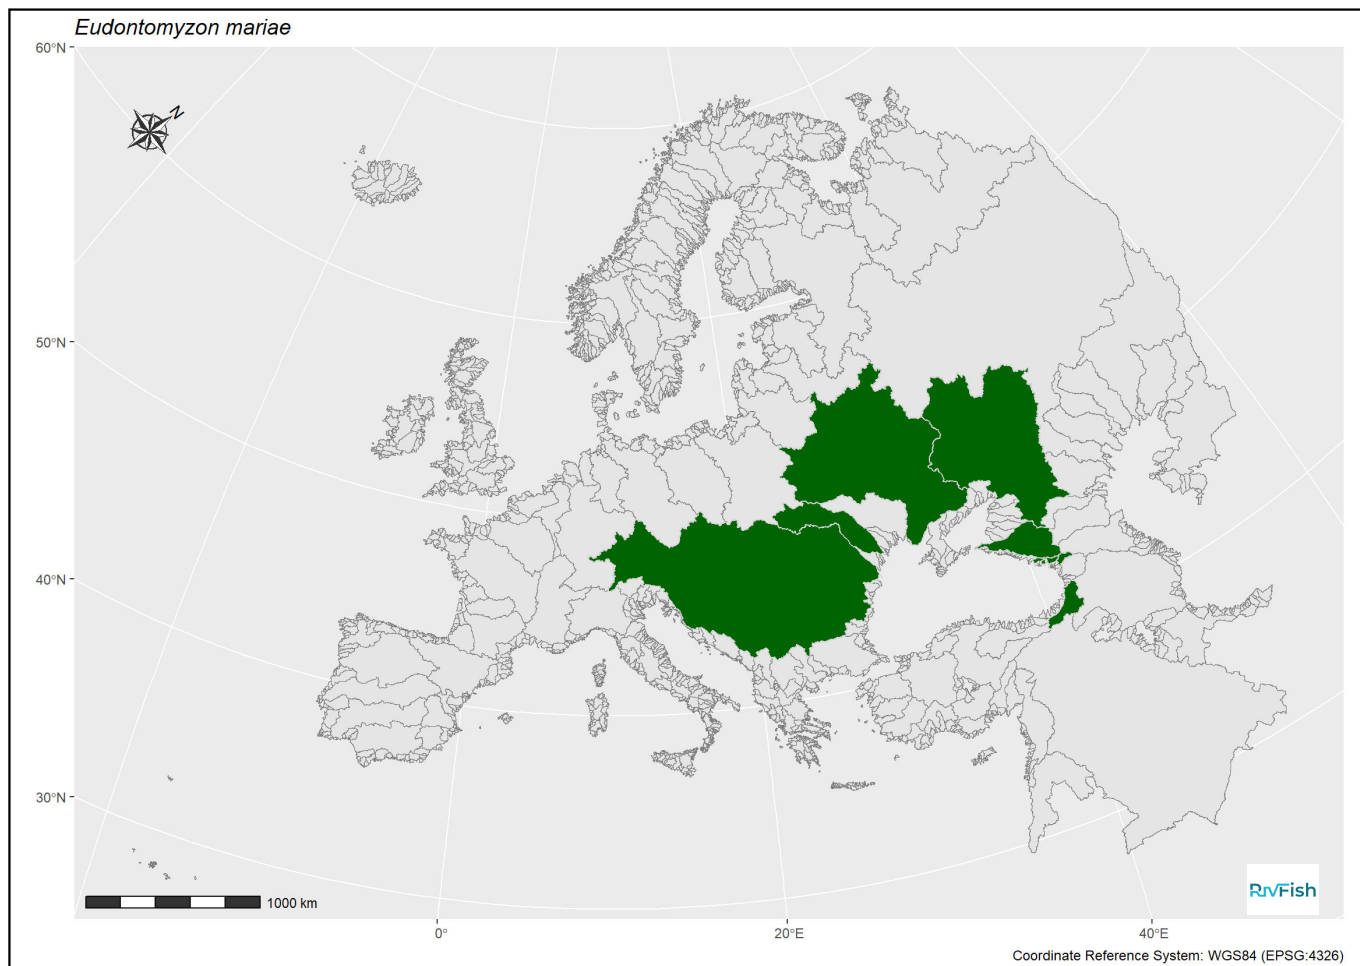 Eudontomyzon mariae
60°N
N
50°N
40°N
30°N
1000 km
RIVFish
0°
20°E
40°E
Coordinate Reference System: WGS84 (EPSG:4326)